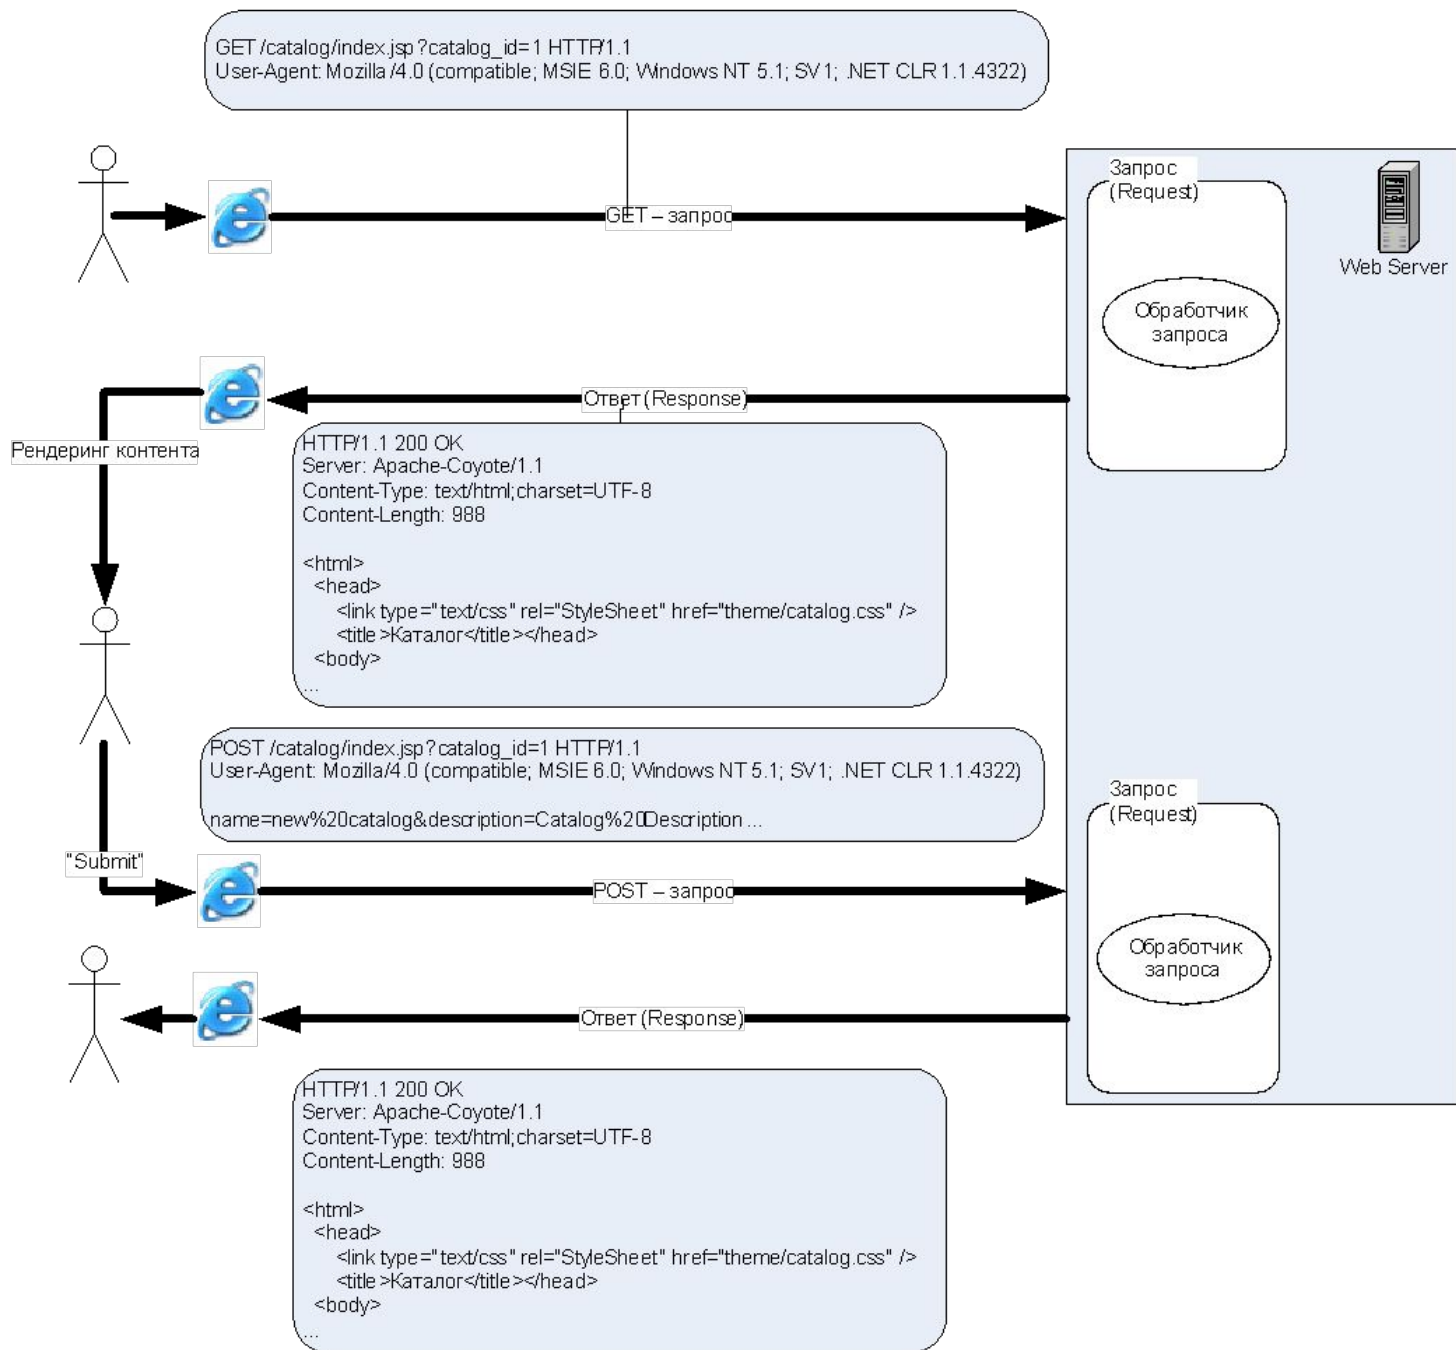 GET /catalog/index.jsp?catalog_id=1 HTTP/1.1
User-Agent: Mozilla/4.0 (compatible; MSIE 6.0; Windows NT 5.1; SV1; .NET CLR 1.1.4322)
Запрос
(Request)
GET – запрос
Web Server
Обработчик
запроса
Ответ (Response)
Рендеринг контента
HTTP/1.1 200 OK
Server: Apache-Coyote/1.1
Content-Type: text/html;charset=UTF-8
Content-Length: 988
<html>
<head>
<link type="text/css" rel="StyleSheet" href="theme/catalog.css" />
<title>Каталог</title></head>
<body>
...
POST /catalog/index.jsp?catalog_id=1 HTTP/1.1
User-Agent: Mozilla/4.0 (compatible; MSIE 6.0; Windows NT 5.1; SV1; .NET CLR 1.1.4322)
name=new%20catalog&description=Catalog%20Description ...
Запрос
(Request)
"Submit"
POST – запрос
Обработчик
запроса
Ответ (Response)
HTTP/1.1 200 OK
Server: Apache-Coyote/1.1
Content-Type: text/html;charset=UTF-8
Content-Length: 988
<html>
<head>
<link type="text/css" rel="StyleSheet" href="theme/catalog.css" />
<title>Каталог</title></head>
<body>
...